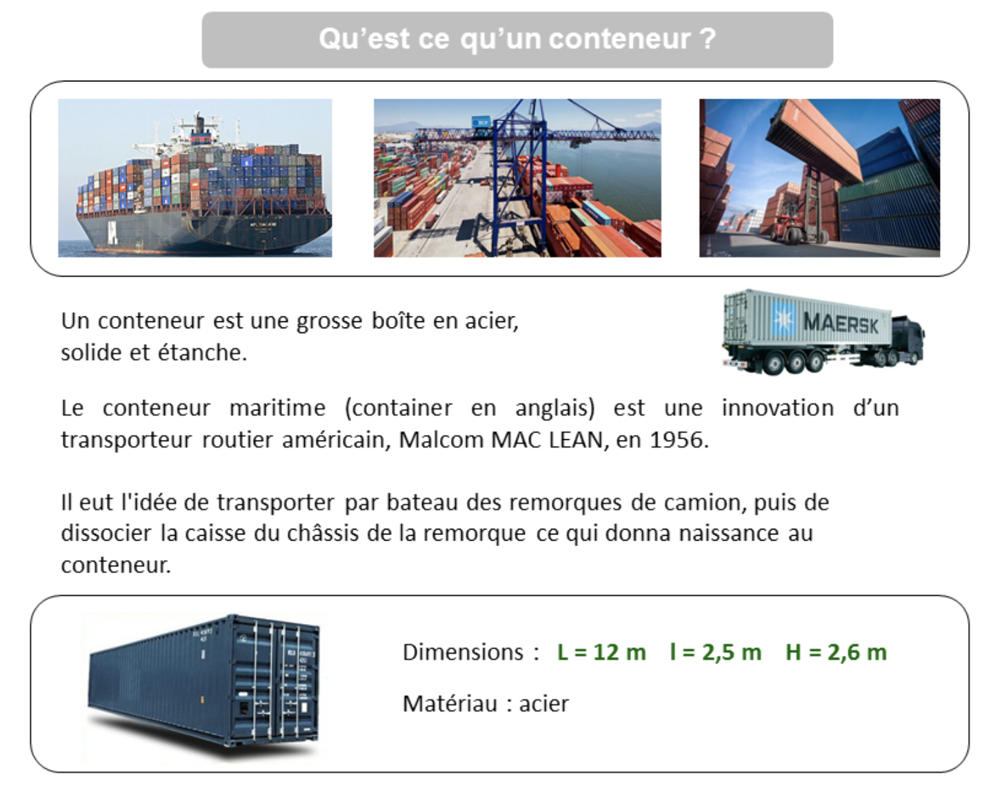 Qu’est ce qu’un conteneur ?
Un conteneur est une grosse boîte en acier,
solide et étanche.
MAERSK
Le conteneur maritime (container en anglais) est une innovation d’un
transporteur routier américain, Malcom MAC LEAN, en 1956.
Il eut l'idée de transporter par bateau des remorques de camion, puis de
dissocier la caisse du châssis de la remorque ce qui donna naissance au
conteneur.
Dimensions : L = 12 m l = 2,5 m H = 2,6 m
Matériau : acier